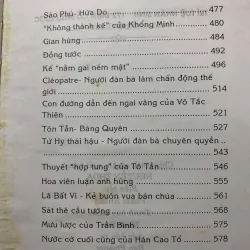 Sào Phủ- Hứa Do
477
"Không thành kế" của Khổng Minh
480
Gian hùng
484
Đồng tước
492
Kế "nằm gai nếm mật"
496
Cléopatre- Người đàn bà làm chấn động thế
giới
514
Con đường dẫn đến ngai vàng của Võ Tắc
Thiên
521
Tôn Tẫn- Bàng Quyên
527
Từ Hy thái hậu - Người đàn bà chuyên quyền
543
Thuyết "hợp tung" của Tô Tần
546
Hoa viên luận anh hùng
555
Lã Bất Vi - Kẻ buôn vua bán chúa
561
Sát thê cầu tướng
568
Mưu lược của Trần Bình
575
Nước cờ cuối cùng của Hán Cao Tổ
578